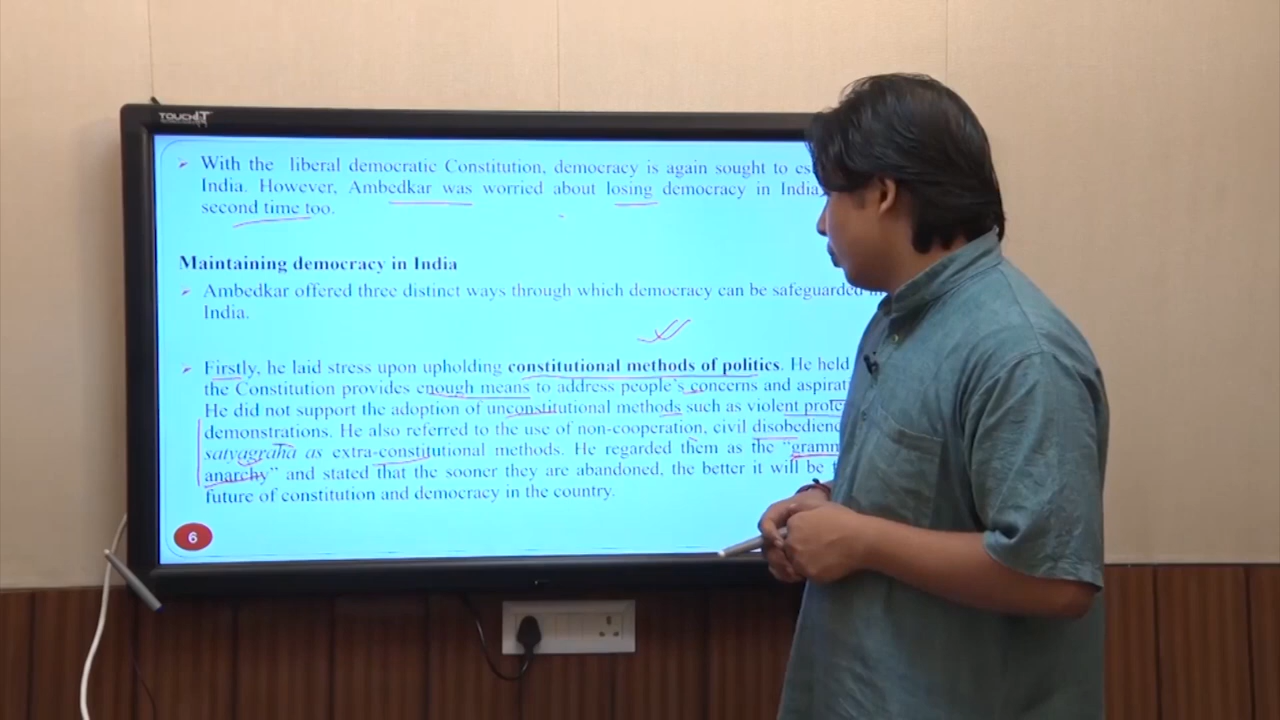 TOUCHIT
➢ With the liberal democratic Constitution, democracy is again sought to
India. However, Ambedkar was worried about losing democracy in India
second time too.
Maintaining democracy in India
➢ Ambedkar offered three distinct ways through which democracy can be safeguarded
India.
➢ Firstly, he laid stress upon upholding constitutional methods of politics. He held
the Constitution provides enough means to address people's concerns and
He did not support the adoption of unconstitutional methods such as violent
demonstrations. He also referred to the use of non-cooperation, civil
satyagraha as extra-constitutional methods. He regarded them as the "
anarchy" and stated that the sooner they are abandoned, the better it will be
future of constitution and democracy in the country.
6